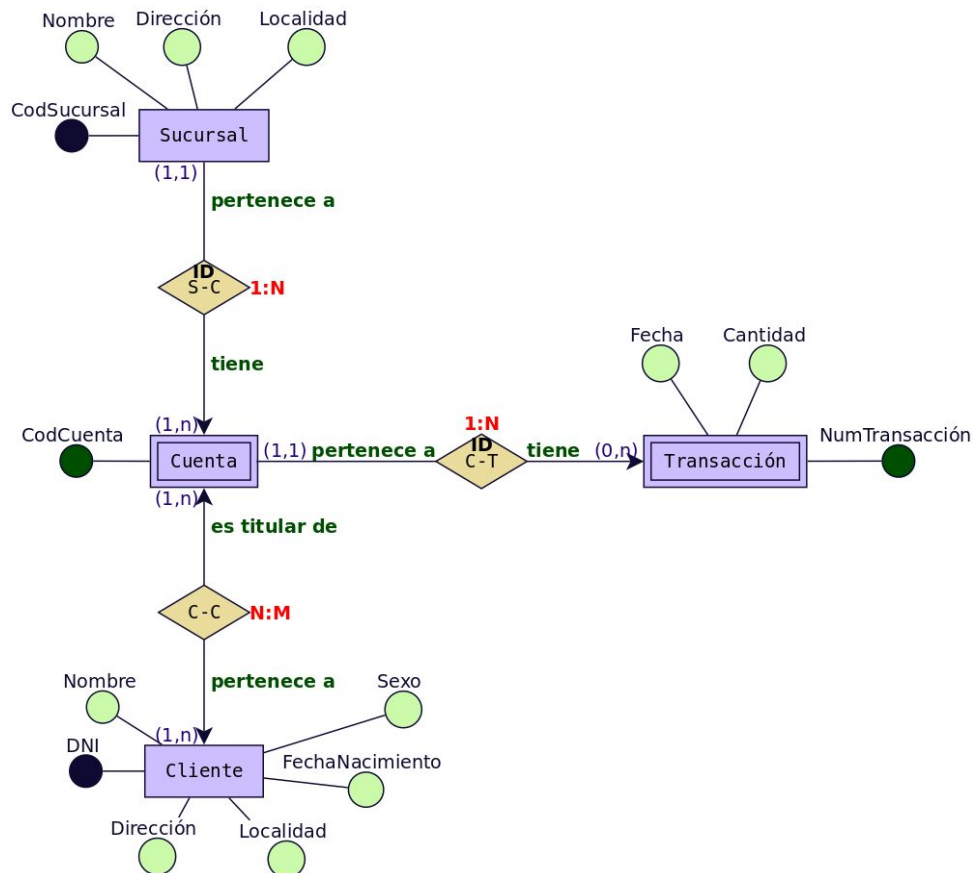 Nombre
Dirección
Localidad
CodSucursal
Sucursal
(1,1)
pertenece a
ID
S-C
1:N
tiene
(1,n)
CodCuenta
Cuenta
(1,1)
pertenece a
1:N
ID
C-T
tiene
(0,n)
Fecha
Cantidad
Transacción
NumTransacción
(1,n)
es titular de
C-C
N:M
pertenece a
(1,n)
Nombre
Sexo
DNI
Cliente
FechaNacimiento
Dirección
Localidad